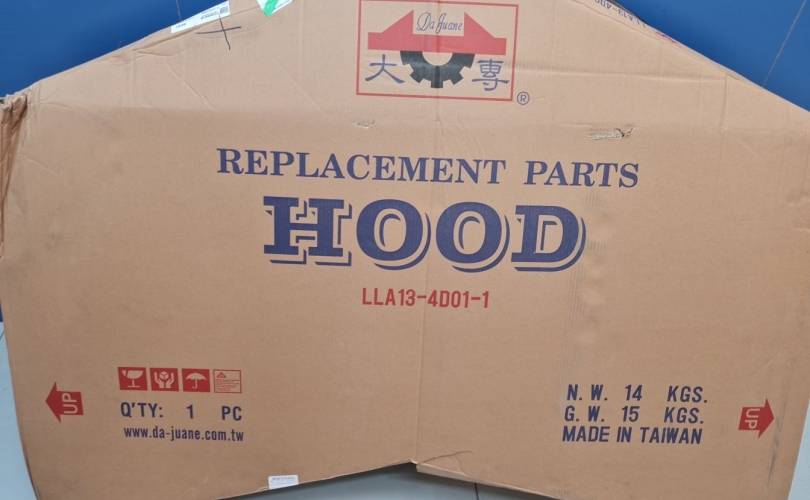 Da Juane
大 專
®
REPLACEMENT PARTS
HOOD
LLA13-4D01-1
UP
Q'TY: 1 PC
www.da-juane.com.tw
N. W. 14 KGS.
G. W. 15 KGS.
MADE IN TAIWAN
UP